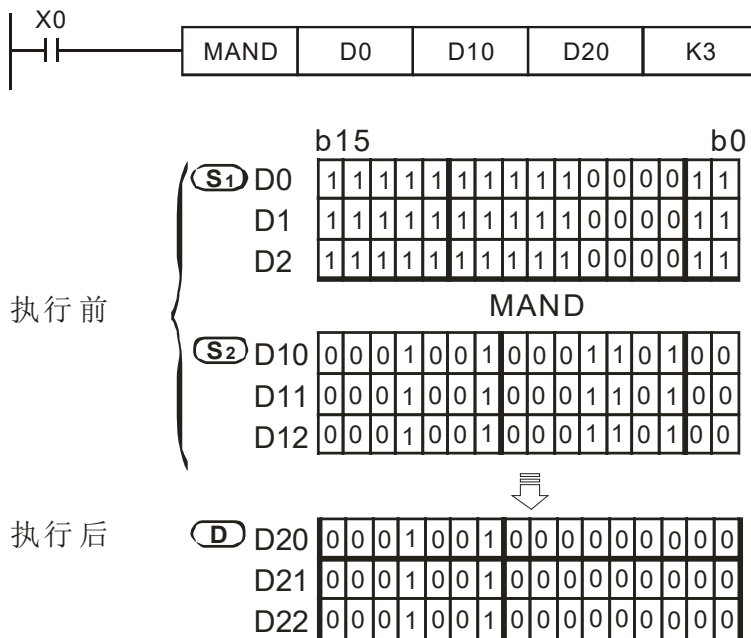 X0
MAND D0 D10 D20 K3
b15 b0
S1 D0 1 1 1 1 1 1 1 1 1 1 0 0 0 0 1 1
D1 1 1 1 1 1 1 1 1 1 1 0 0 0 0 1 1
D2 1 1 1 1 1 1 1 1 1 1 0 0 0 0 1 1
执行前
MAND
S2 D10 0 0 0 1 0 0 1 0 0 0 1 1 0 1 0 0
D11 0 0 0 1 0 0 1 0 0 0 1 1 0 1 0 0
D12 0 0 0 1 0 0 1 0 0 0 1 1 0 1 0 0
执行后
D D20 0 0 0 1 0 0 1 0 0 0 0 0 0 0 0 0
D21 0 0 0 1 0 0 1 0 0 0 0 0 0 0 0 0
D22 0 0 0 1 0 0 1 0 0 0 0 0 0 0 0 0